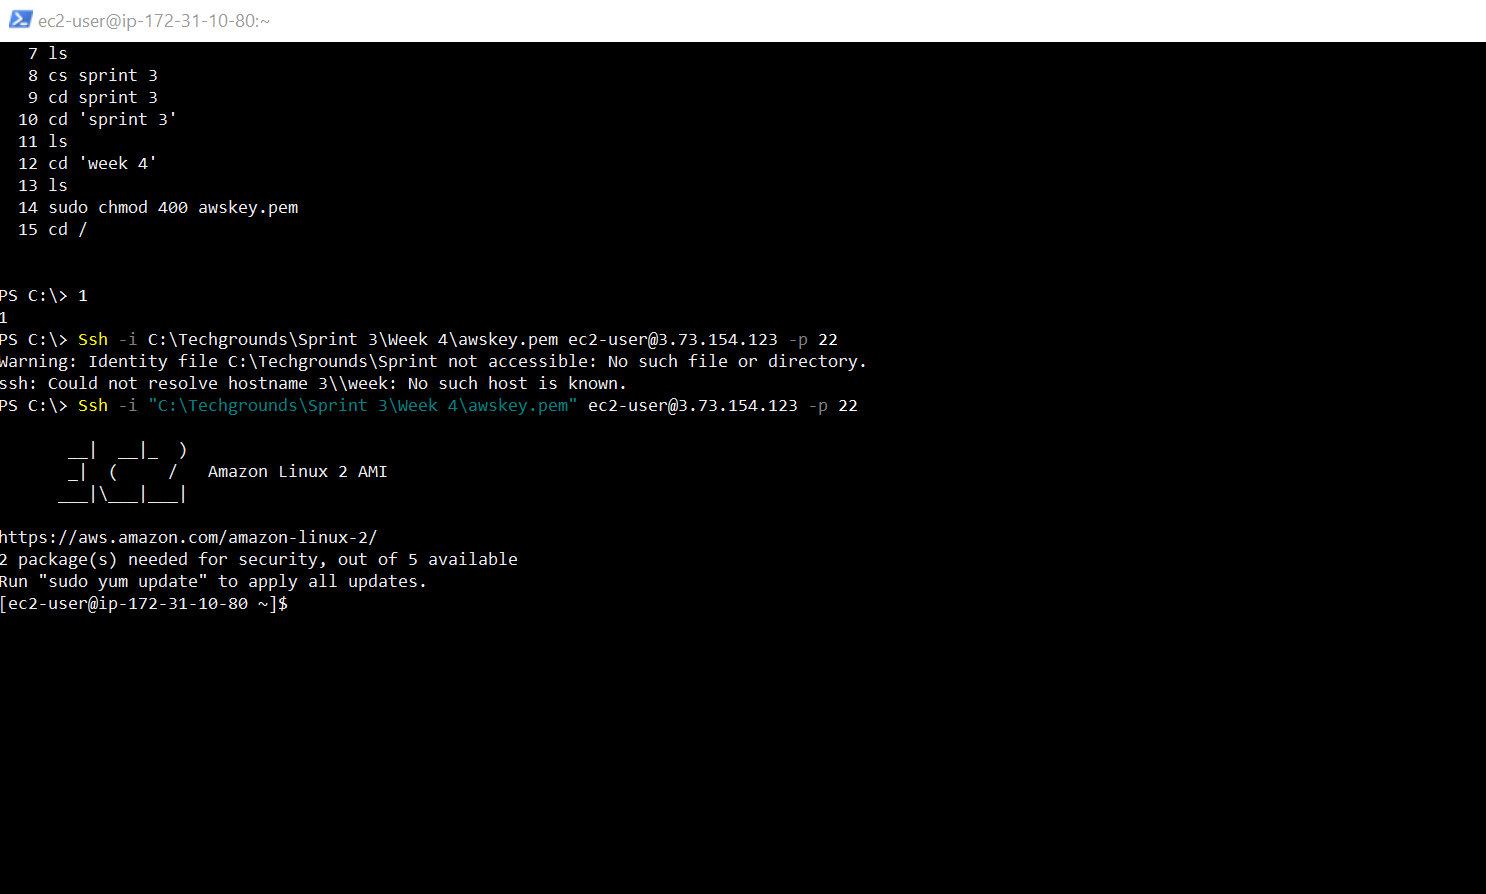 ec2-user@ip-172-31-10-80:~
7 ls
8 cs sprint 3
9 cd sprint 3
10 cd 'sprint 3'
11 ls
12 cd 'week 4'
13 ls
14 sudo chmod 400 awskey.pem
15 cd /
PS C:\> 1
1
PS C:\> Ssh -i C:\Techgrounds\Sprint 3\Week 4\awskey.pem ec2-user@3.73.154.123 -p 22
Warning: Identity file C:\Techgrounds\Sprint not accessible: No such file or directory.
ssh: Could not resolve hostname 3\\week: No such host is known.
PS C:\> Ssh -i "C:\Techgrounds\Sprint 3\Week 4\awskey.pem" ec2-user@3.73.154.123 -p 22
       __|  __|_  )
       _|  (     /   Amazon Linux 2 AMI
      ___|\___|___|
https://aws.amazon.com/amazon-linux-2/
2 package(s) needed for security, out of 5 available
Run "sudo yum update" to apply all updates.
[ec2-user@ip-172-31-10-80 ~]$